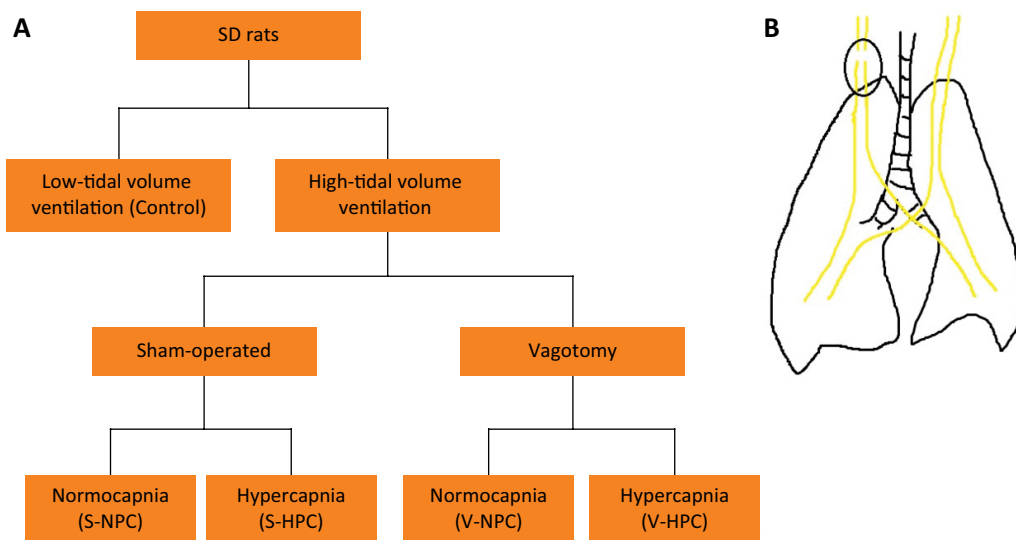 A
SD rats
Low-tidal volume
ventilation (Control)
High-tidal volume
ventilation
Sham-operated
Vagotomy
Normocapnia
(S-NPC)
Hypercapnia
(S-HPC)
Normocapnia
(V-NPC)
Hypercapnia
(V-HPC)
B